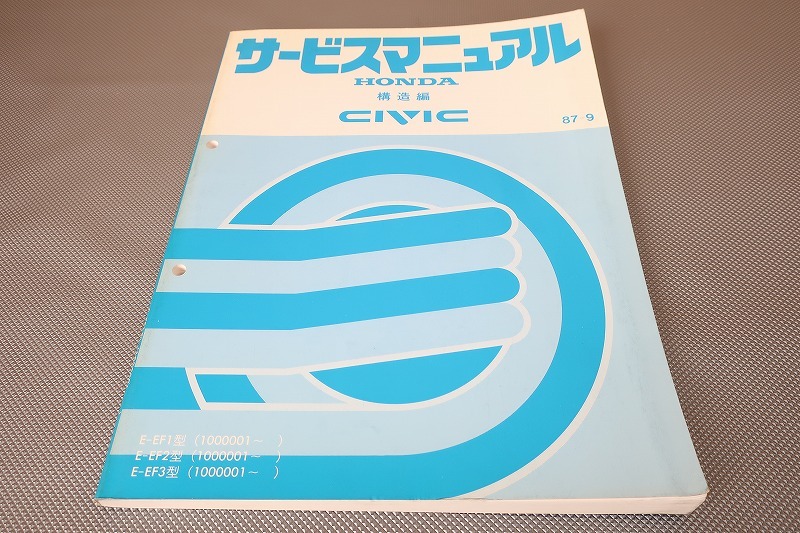 サービスマニュアル
HONDA
構造編
CIVIC
87 9
E-EF1型 (1000001~ )
E-EF2型 (1000001~ )
E-EF3型 (1000001~ )